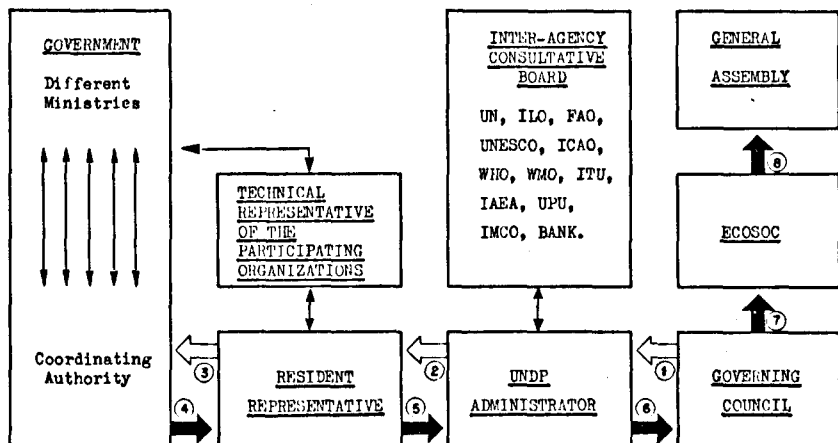 GOVERNMENT
Different
Ministrics
Coordinating
Authority
TECHNICAL
REPRESENTATIVE
OF THE
PARTICIPATING
ORGANIZATIONS
INTER-AGENCY
CONSULTATIVE
BOARD
UN, ILO, FAO,
UNESCO, ICAO,
WHO, WMO, ITU,
IAEA, UPU,
IMCO, BANK.
GENERAL
ASSEMBLY
8
ECOSOC
7
3
RESIDENT
REPRESENTATIVE
2
UNDP
ADMINISTRATOR
1
GOVERNING
COUNCIL
4
5
6